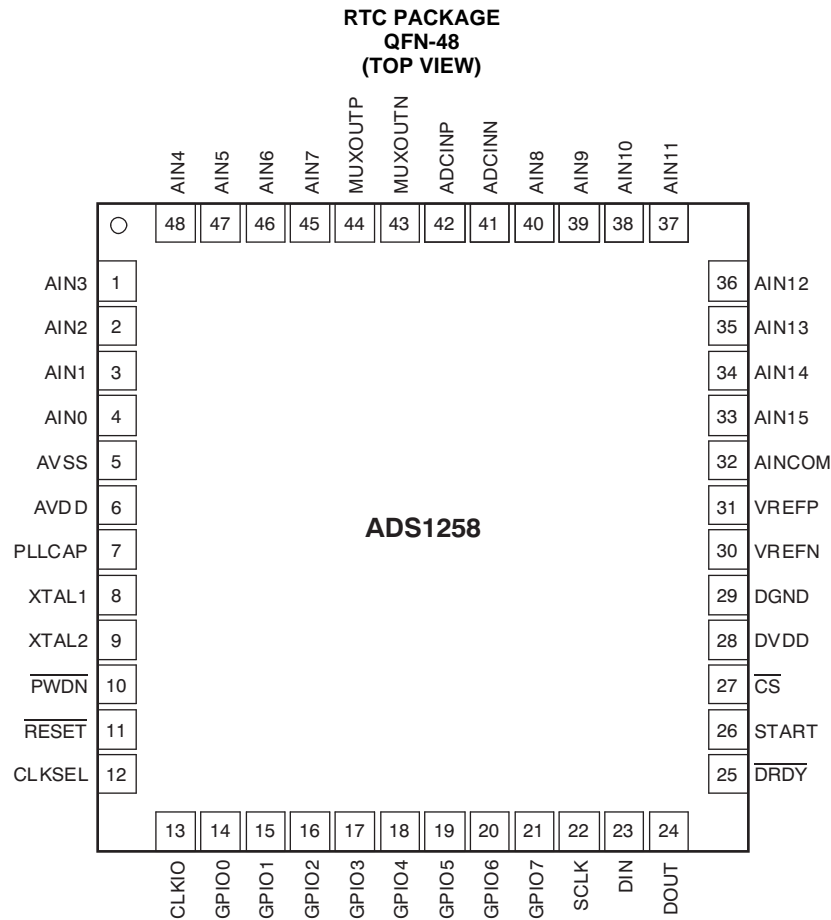 RTC PACKAGE
QFN-48
(TOP VIEW)
AIN4 AIN5 AIN6 AIN7 MUXOUTP MUXOUTN ADCINP ADCINN AIN8 AIN9 AIN10 AIN11
48 47 46 45 44 43 42 41 40 39 38 37
AIN3 1 36 AIN12
AIN2 2 35 AIN13
AIN1 3 34 AIN14
AIN0 4 33 AIN15
AVSS 5 32 AINCOM
AVDD 6 31 VREFP
ADS1258
PLLCAP 7 30 VREFN
XTAL1 8 29 DGND
XTAL2 9 28 DVDD
PWDN 10 27 CS
RESET 11 26 START
CLKSEL 12 25 DRDY
13 14 15 16 17 18 19 20 21 22 23 24
CLKIO GPIO0 GPIO1 GPIO2 GPIO3 GPIO4 GPIO5 GPIO6 GPIO7 SCLK DIN DOUT